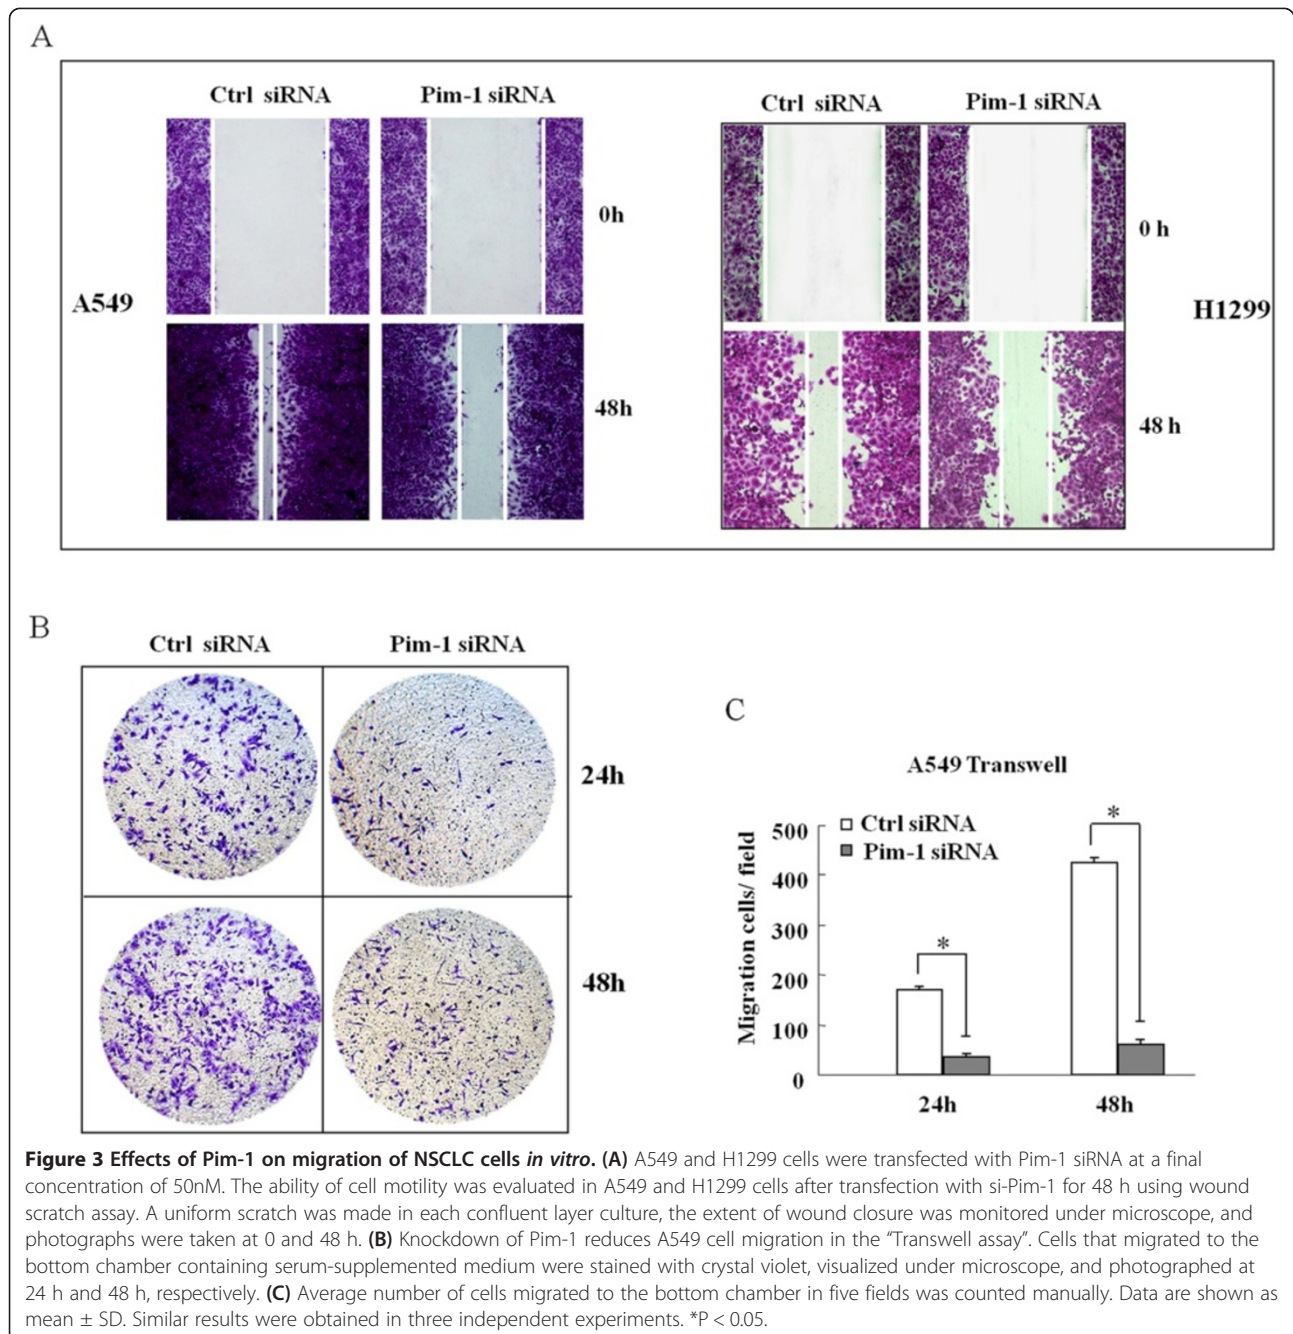 A
Ctrl siRNA
Pim-1 siRNA
Ctrl siRNA
Pim-1 siRNA
0h
0 h
A549
H1299
48h
48 h
B
Ctrl siRNA
Pim-1 siRNA
24h
48h
C
A549 Transwell
Ctrl siRNA
Pim-1 siRNA
Migration cells/ field
500
400
300
200
100
0
*
*
24h
48h
Figure 3 Effects of Pim-1 on migration of NSCLC cells in vitro. (A) A549 and H1299 cells were transfected with Pim-1 siRNA at a final
concentration of 50nM. The ability of cell motility was evaluated in A549 and H1299 cells after transfection with si-Pim-1 for 48 h using wound
scratch assay. A uniform scratch was made in each confluent layer culture, the extent of wound closure was monitored under microscope, and
photographs were taken at 0 and 48 h. (B) Knockdown of Pim-1 reduces A549 cell migration in the “Transwell assay”. Cells that migrated to the
bottom chamber containing serum-supplemented medium were stained with crystal violet, visualized under microscope, and photographed at
24 h and 48 h, respectively. (C) Average number of cells migrated to the bottom chamber in five fields was counted manually. Data are shown as
mean ± SD. Similar results were obtained in three independent experiments. *P < 0.05.